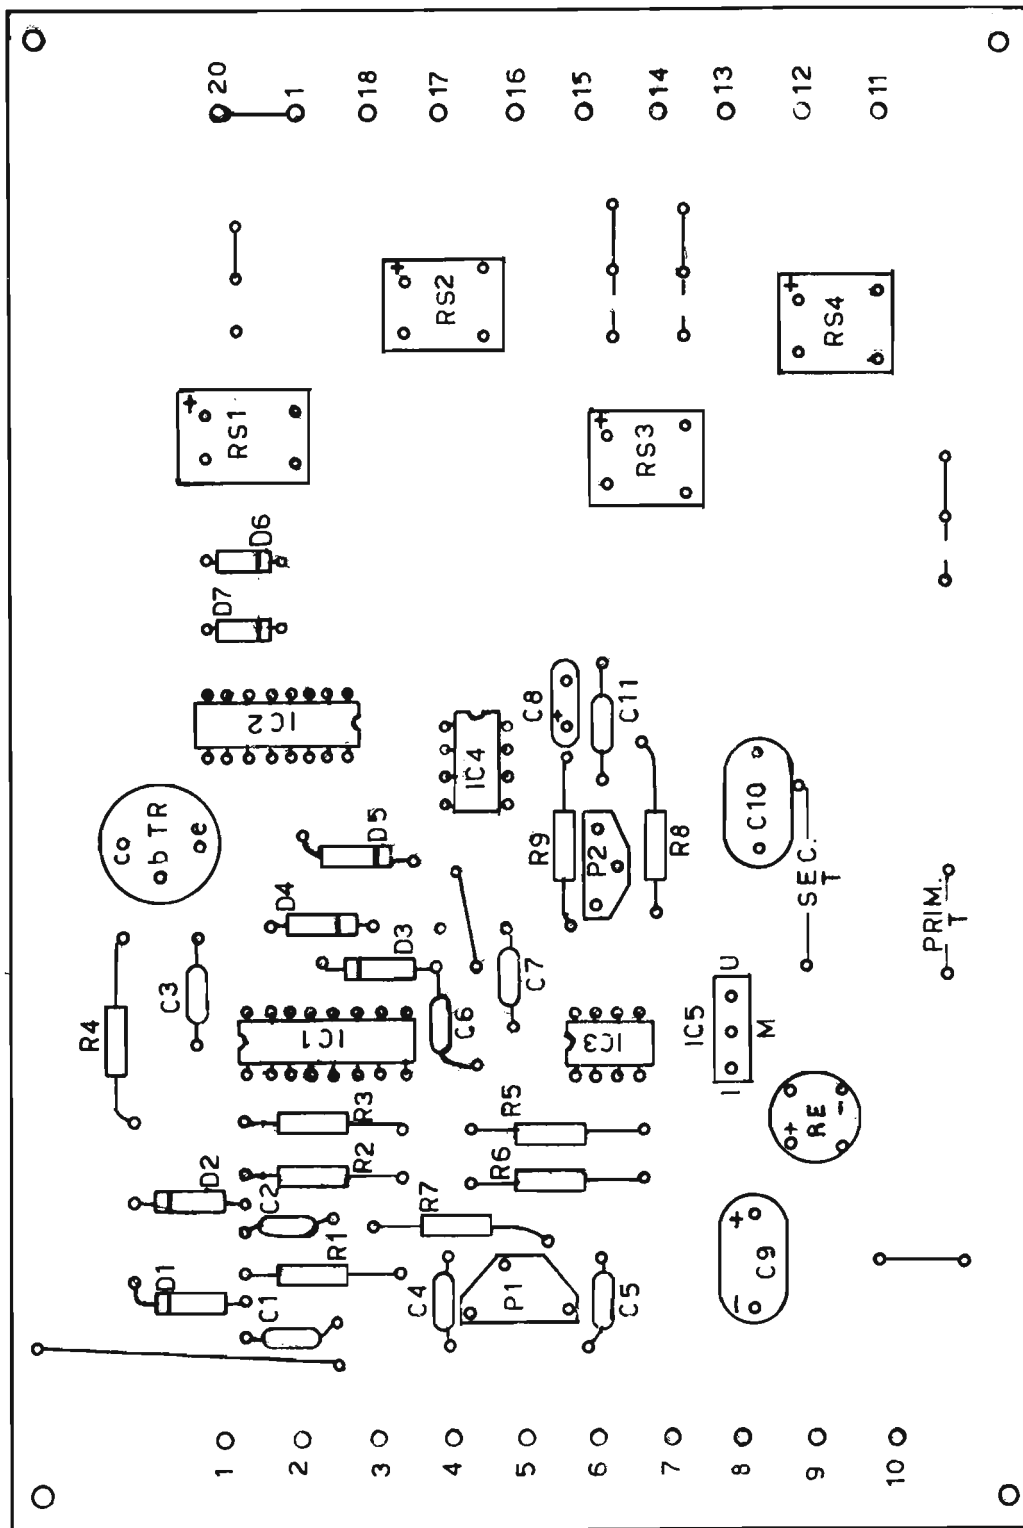 20
1
18
17
16
15
14
13
12
11
+
RS1
+
RS2
+
RS3
+
RS4
D6
D7
IC2
IC4
+
C8
C11
c
b TR
e
D5
D4
D3
R9
P2
R8
C10
SEC.
T
PRIM.
T
R4
C3
IC1
C6
C7
IC3
IC5
I
M
U
R3
R2
R5
R6
+
RE
-
D2
C2
R1
R7
D1
C1
C4
P1
C5
+
C9
-
1
2
3
4
5
6
7
8
9
10